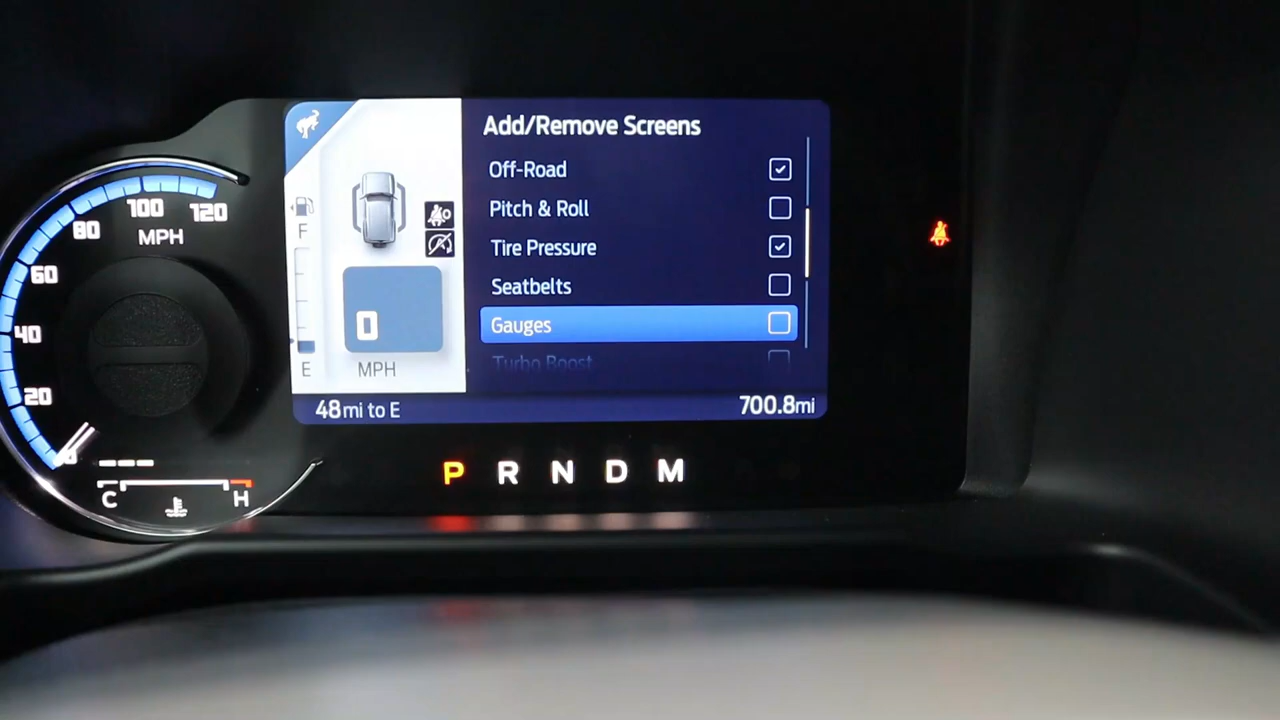 Add/Remove Screens
Off-Road
Pitch & Roll
Tire Pressure
Seatbelts
Gauges
Turbo Boost
F
E
0
MPH
48mi to E
700.8mi
120
100
80
MPH
60
40
20
0
C
H
P R N D M